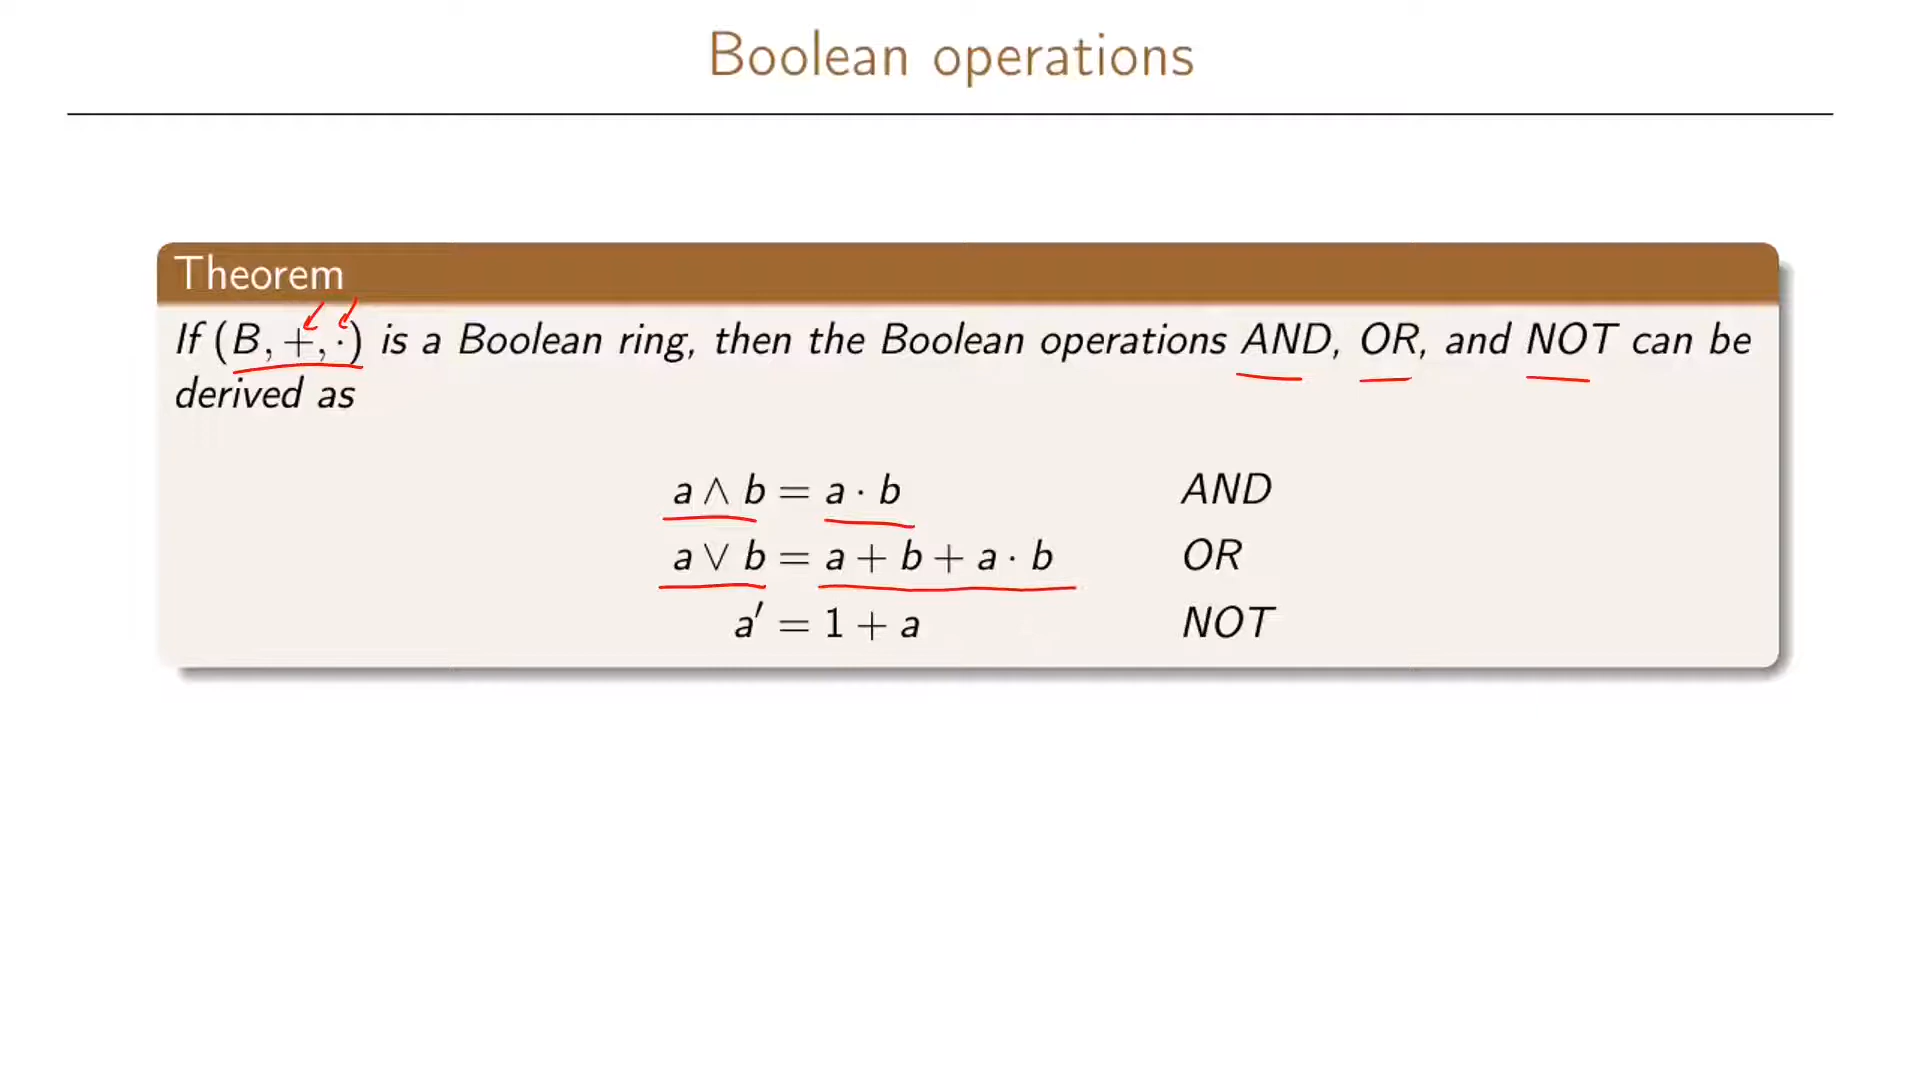 Boolean operations
Theorem
If (B, +, ·) is a Boolean ring, then the Boolean operations AND, OR, and NOT can be
derived as
a ∧ b = a · b AND
a ∨ b = a + b + a · b OR
a′ = 1 + a NOT